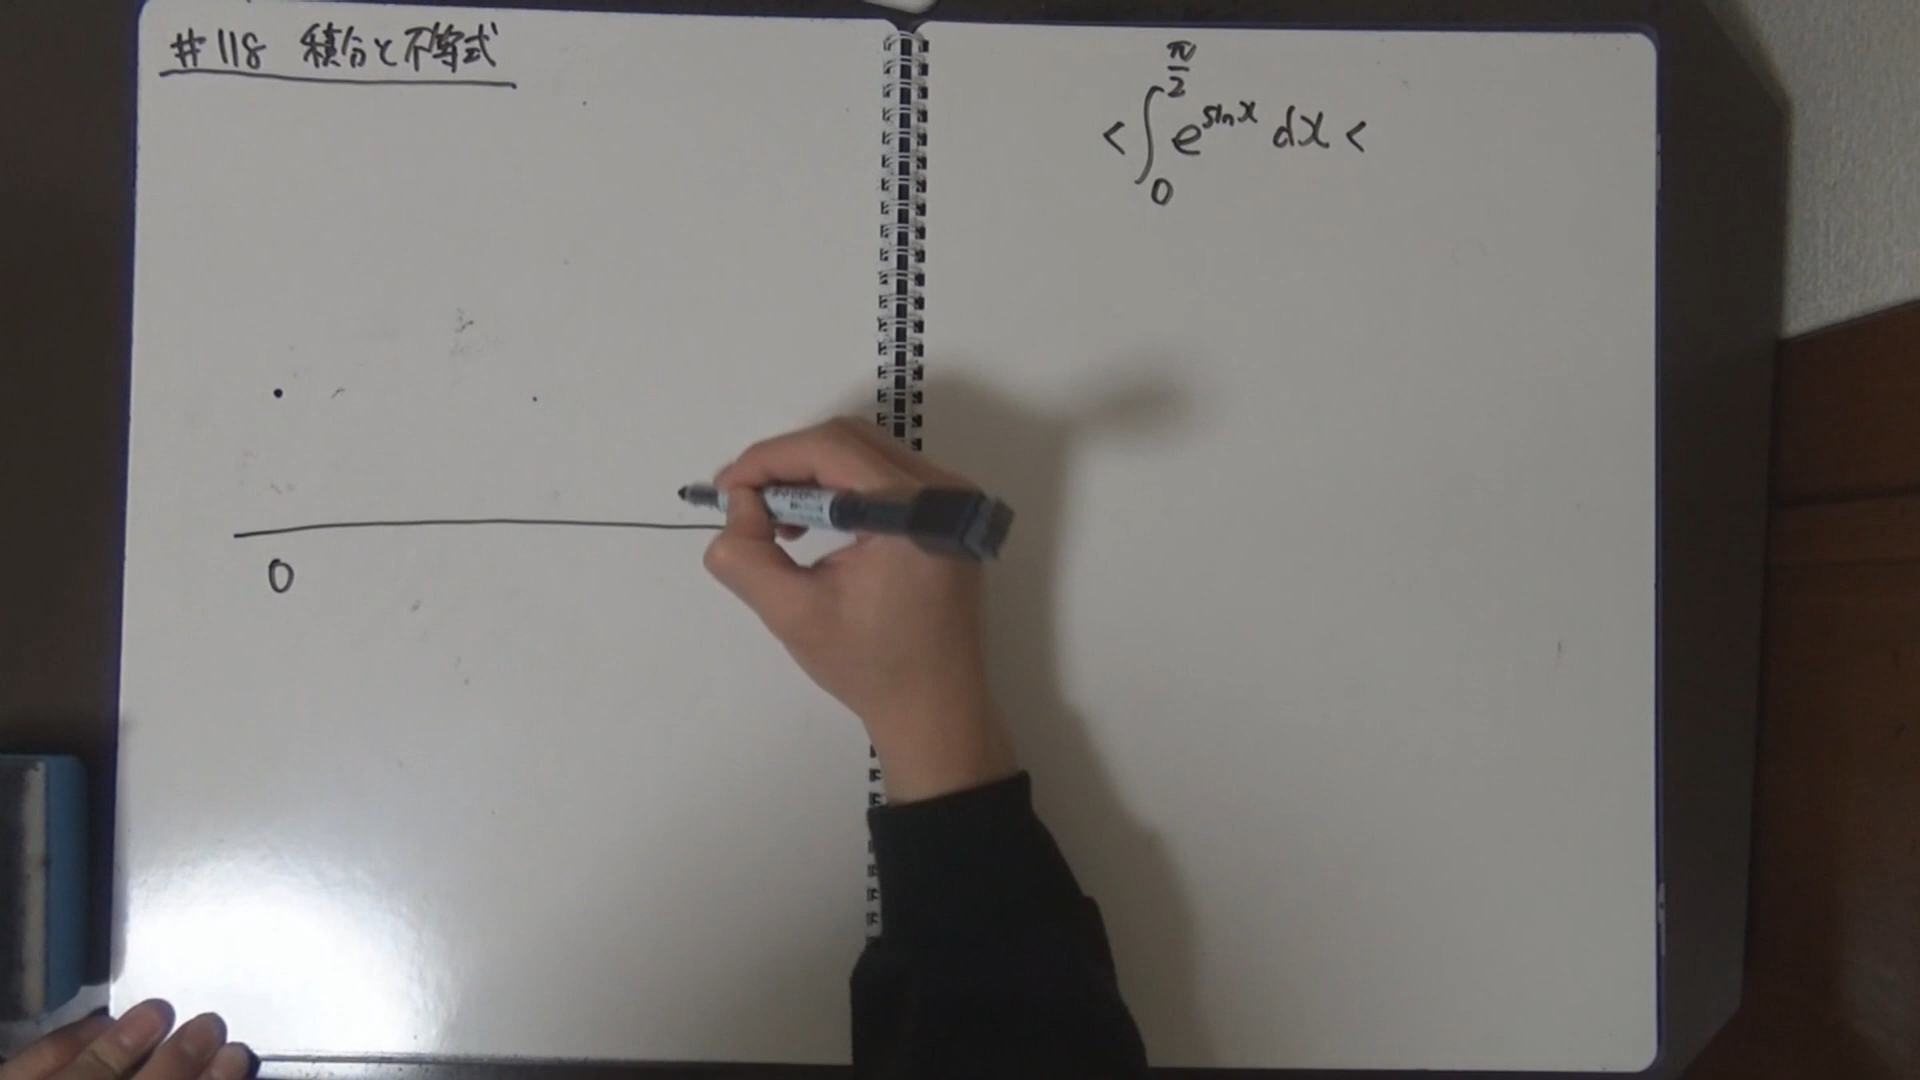 #118 積分と不等式
< ∫₀^{π/2} e^{sin x} dx <
0